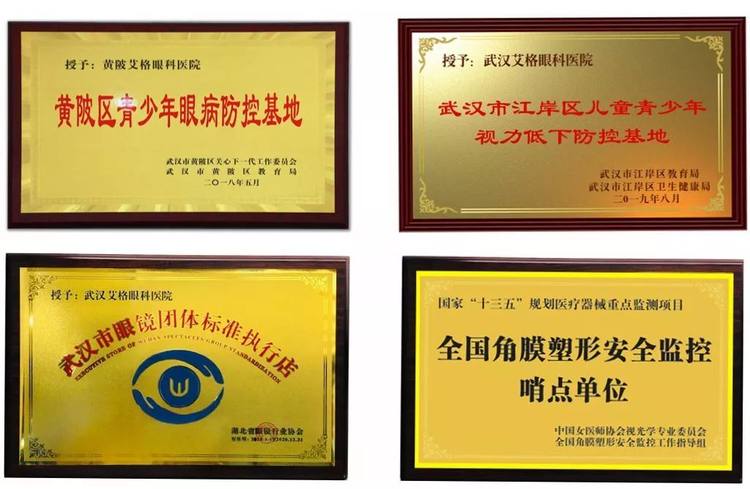 授予：黄陂艾格眼科医院
黄陂区青少年眼病防控基地
武汉市黄陂区关心下一代工作委员会
武汉市黄陂区教育局
二〇一八年五月
授予：武汉艾格眼科医院
武汉市江岸区儿童青少年
视力低下防控基地
武汉市江岸区教育局
武汉市江岸区卫生健康局
二0一九年八月
授予：武汉艾格眼科医院
武汉市眼镜团体标准执行店
EXECUTIVE STORE OF WUHAN SPECTACLES GROUP STANDARDIZATION
湖北省眼镜行业协会
国家“十三五”规划医疗器械重点监测项目
全国角膜塑形安全监控
哨点单位
中国女医师协会视光学专业委员会
全国角膜塑形安全监控工作指导组